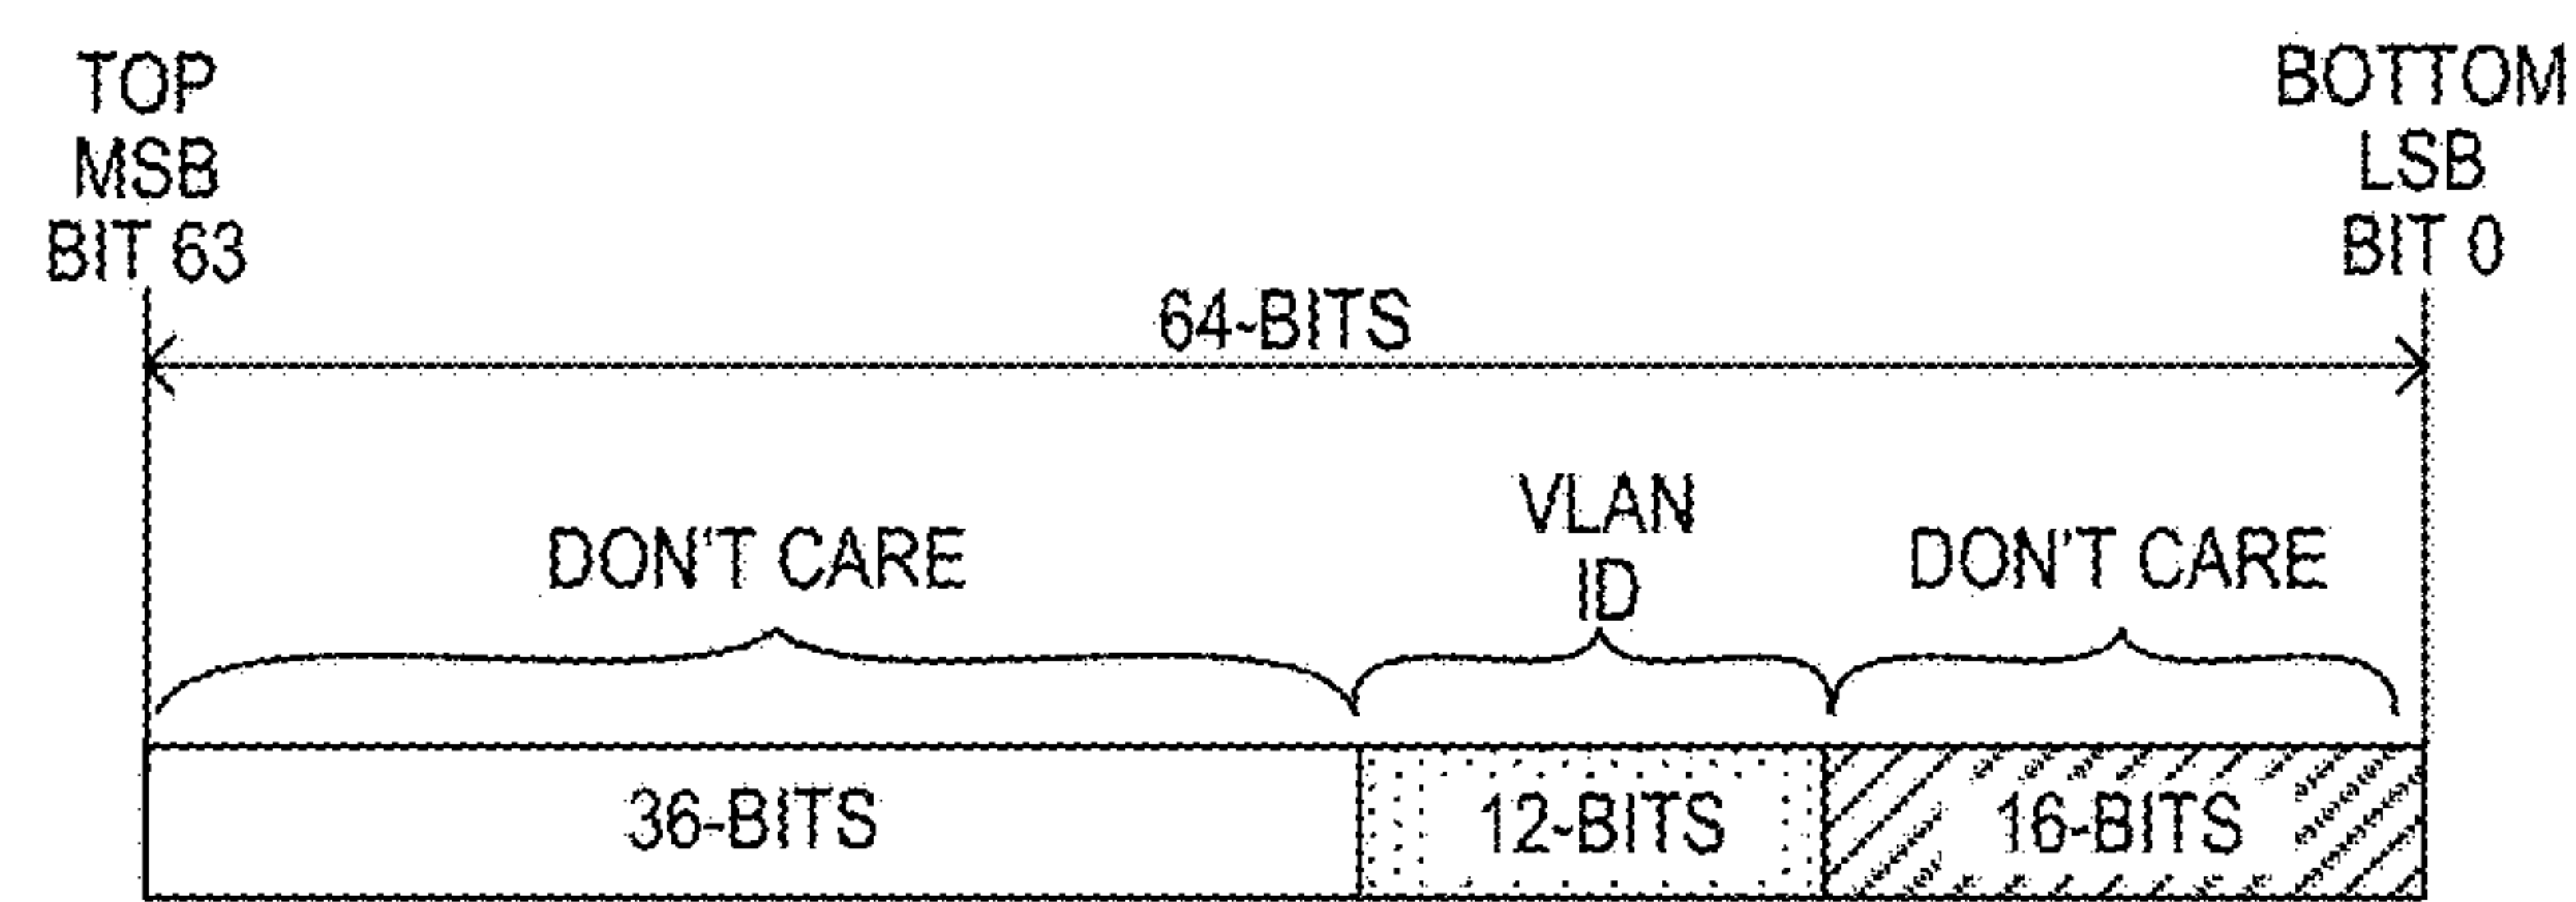 TOP
MSB
BIT 63
BOTTOM
LSB
BIT 0
64-BITS
DON'T CARE
VLAN
ID
DON'T CARE
36-BITS
12-BITS
16-BITS